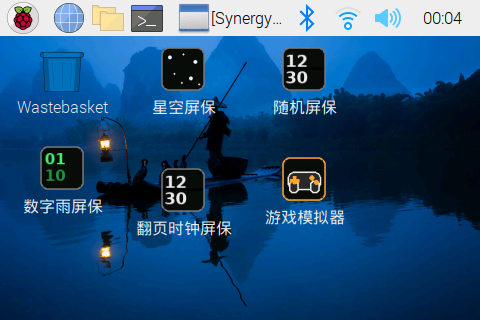 [Synergy... 00:04
Wastebasket
星空屏保
12
30
随机屏保
01
10
数字雨屏保
12
30
翻页时钟屏保
游戏模拟器